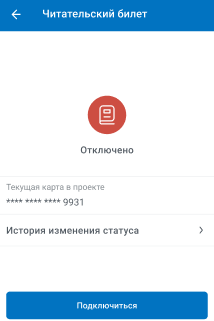 Читательский билет
Отключено
Текущая карта в проекте
**** **** **** 9931
История изменения статуса
Подключиться